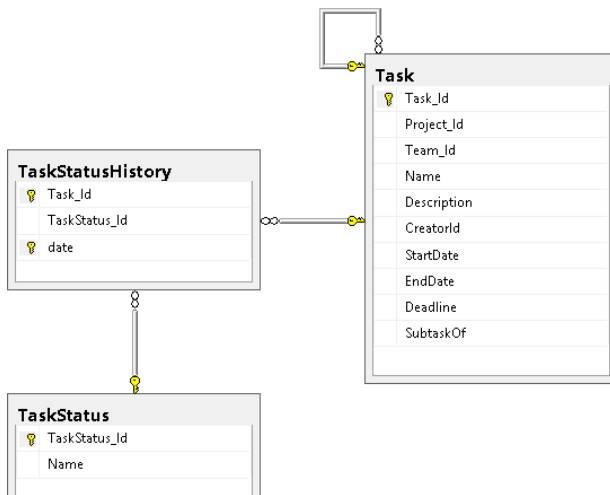 Task
Task_Id
Project_Id
Team_Id
Name
Description
CreatorId
StartDate
EndDate
Deadline
SubtaskOf
TaskStatusHistory
Task_Id
TaskStatus_Id
date
TaskStatus
TaskStatus_Id
Name